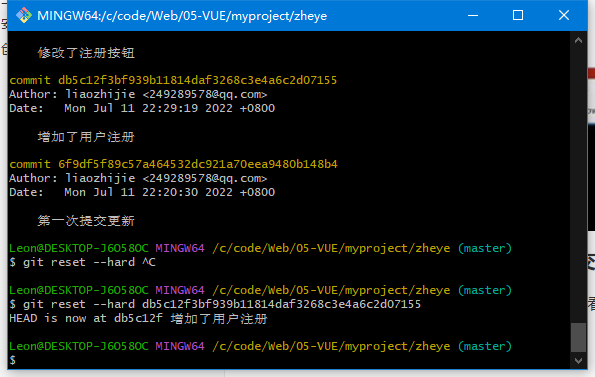 MINGW64:/c/code/Web/05-VUE/myproject/zheye
修改了注册按钮
commit db5c12f3bf939b11814daf3268c3e4a6c2d07155
Author: liaozhijie <249289578@qq.com>
Date:   Mon Jul 11 22:29:19 2022 +0800
增加了用户注册
commit 6f9df5f89c57a464532dc921a70eea9480b148b4
Author: liaozhijie <249289578@qq.com>
Date:   Mon Jul 11 22:20:30 2022 +0800
第一次提交更新
Leon@DESKTOP-J6O580C MINGW64 /c/code/Web/05-VUE/myproject/zheye (master)
$ git reset --hard ^C
Leon@DESKTOP-J6O580C MINGW64 /c/code/Web/05-VUE/myproject/zheye (master)
$ git reset --hard db5c12f3bf939b11814daf3268c3e4a6c2d07155
HEAD is now at db5c12f 增加了用户注册
Leon@DESKTOP-J6O580C MINGW64 /c/code/Web/05-VUE/myproject/zheye (master)
$